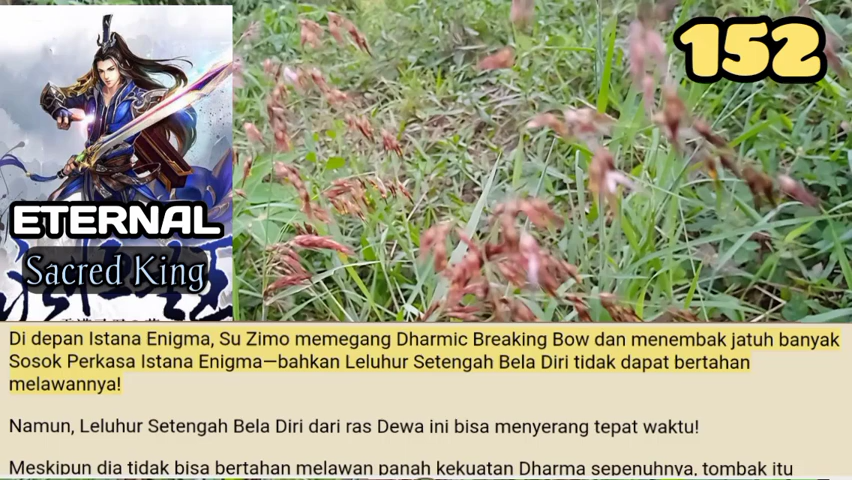 152
ETERNAL
Sacred King
Di depan Istana Enigma, Su Zimo memegang Dharmic Breaking Bow dan menembak jatuh banyak
Sosok Perkasa Istana Enigma—bahkan Leluhur Setengah Bela Diri tidak dapat bertahan
melawannya!
Namun, Leluhur Setengah Bela Diri dari ras Dewa ini bisa menyerang tepat waktu!
Meskipun dia tidak bisa bertahan melawan panah kekuatan Dharma sepenuhnya, tombak itu